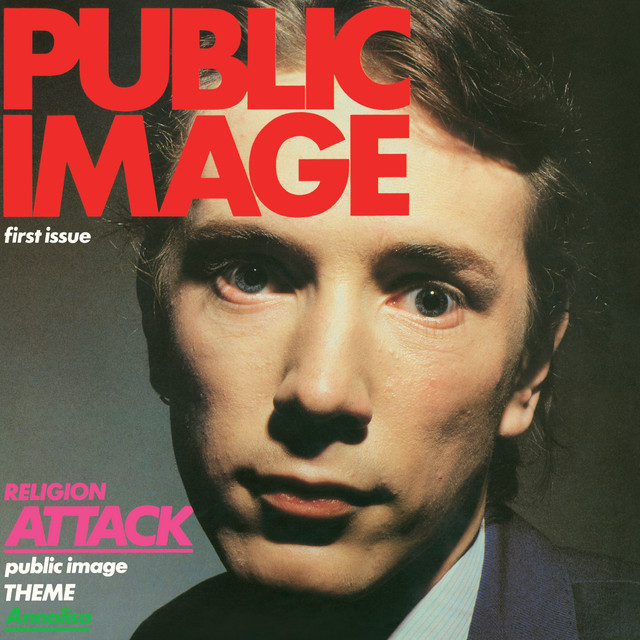 PUBLIC
IMAGE
first issue
RELIGION
ATTACK
public image
THEME
Annalisa